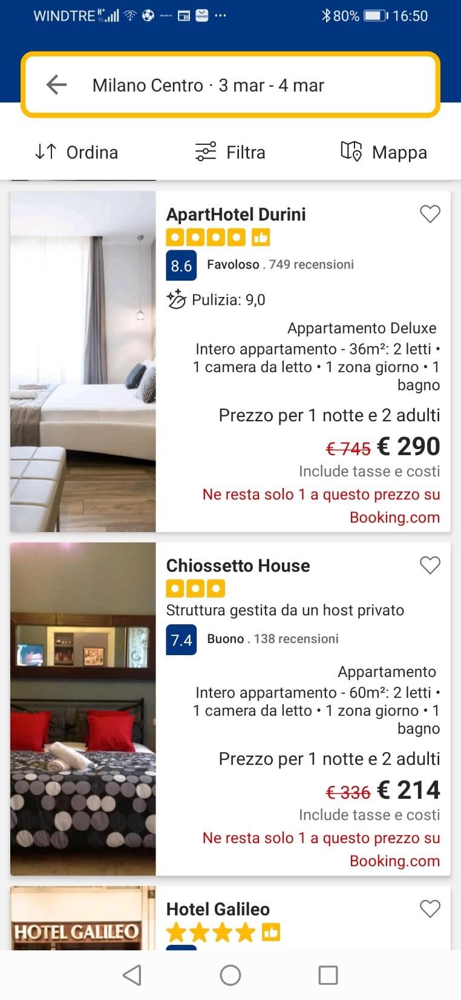 WINDTRE H+ 80% 16:50
Milano Centro · 3 mar - 4 mar
Ordina Filtra Mappa
ApartHotel Durini
8.6 Favoloso . 749 recensioni
Pulizia: 9,0
Appartamento Deluxe
Intero appartamento - 36m²: 2 letti •
1 camera da letto • 1 zona giorno • 1
bagno
Prezzo per 1 notte e 2 adulti
€ 745 € 290
Include tasse e costi
Ne resta solo 1 a questo prezzo su
Booking.com
Chiossetto House
Struttura gestita da un host privato
7.4 Buono . 138 recensioni
Appartamento
Intero appartamento - 60m²: 2 letti •
1 camera da letto • 1 zona giorno • 1
bagno
Prezzo per 1 notte e 2 adulti
€ 336 € 214
Include tasse e costi
Ne resta solo 1 a questo prezzo su
Booking.com
Hotel Galileo
9
HOTEL GALILEO